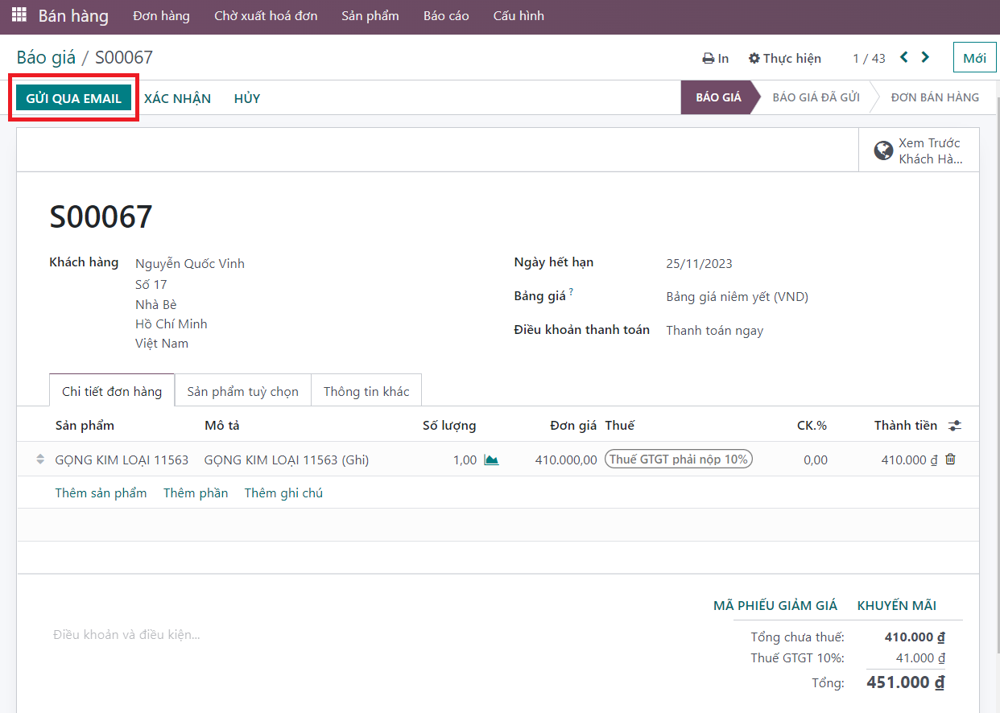 Bán hàng Đơn hàng Chờ xuất hoá đơn Sản phẩm Báo cáo Cấu hình
Báo giá / S00067 In Thực hiện 1 / 43 Mới
GỬI QUA EMAIL XÁC NHẬN HỦY BÁO GIÁ BÁO GIÁ ĐÃ GỬI ĐƠN BÁN HÀNG
Xem Trước
Khách Hà...
S00067
Khách hàng Nguyễn Quốc Vinh Ngày hết hạn 25/11/2023
Số 17
Nhà Bè Bảng giá ? Bảng giá niêm yết (VND)
Hồ Chí Minh Điều khoản thanh toán Thanh toán ngay
Việt Nam
Chi tiết đơn hàng Sản phẩm tuỳ chọn Thông tin khác
Sản phẩm Mô tả Số lượng Đơn giá Thuế CK.% Thành tiền
GỌNG KIM LOẠI 11563 GỌNG KIM LOẠI 11563 (Ghi) 1,00 410.000,00 Thuế GTGT phải nộp 10% 0,00 410.000 ₫
Thêm sản phẩm Thêm phần Thêm ghi chú
MÃ PHIẾU GIẢM GIÁ KHUYẾN MÃI
Điều khoản và điều kiện...
Tổng chưa thuế: 410.000 ₫
Thuế GTGT 10%: 41.000 ₫
Tổng: 451.000 ₫